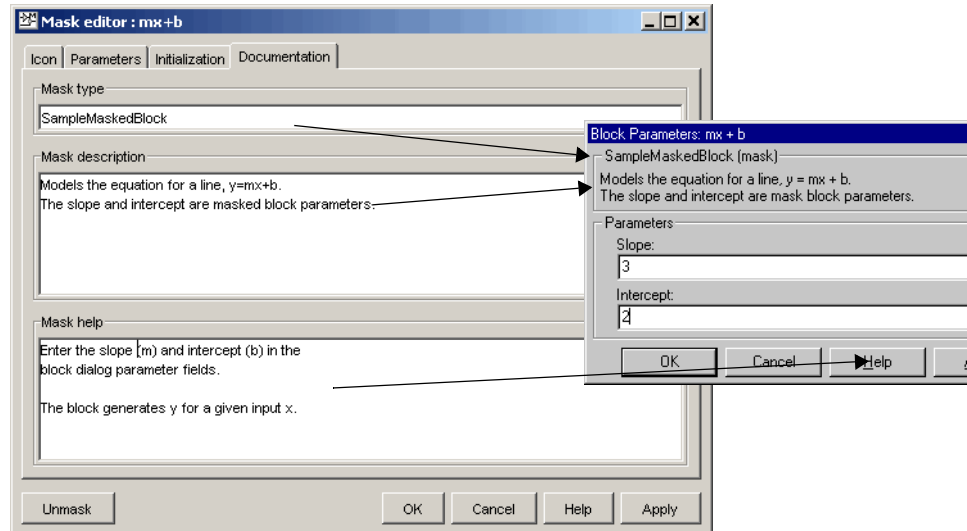 Mask editor : mx+b
Icon
Parameters
Initialization
Documentation
Mask type
SampleMaskedBlock
Mask description
Models the equation for a line, y=mx+b.
The slope and intercept are masked block parameters.
Mask help
Enter the slope (m) and intercept (b) in the
block dialog parameter fields.
The block generates y for a given input x.
Unmask
OK
Cancel
Help
Apply
Block Parameters: mx + b
SampleMaskedBlock (mask)
Models the equation for a line, y = mx + b.
The slope and intercept are mask block parameters.
Parameters
Slope:
3
Intercept:
2
OK
Cancel
Help